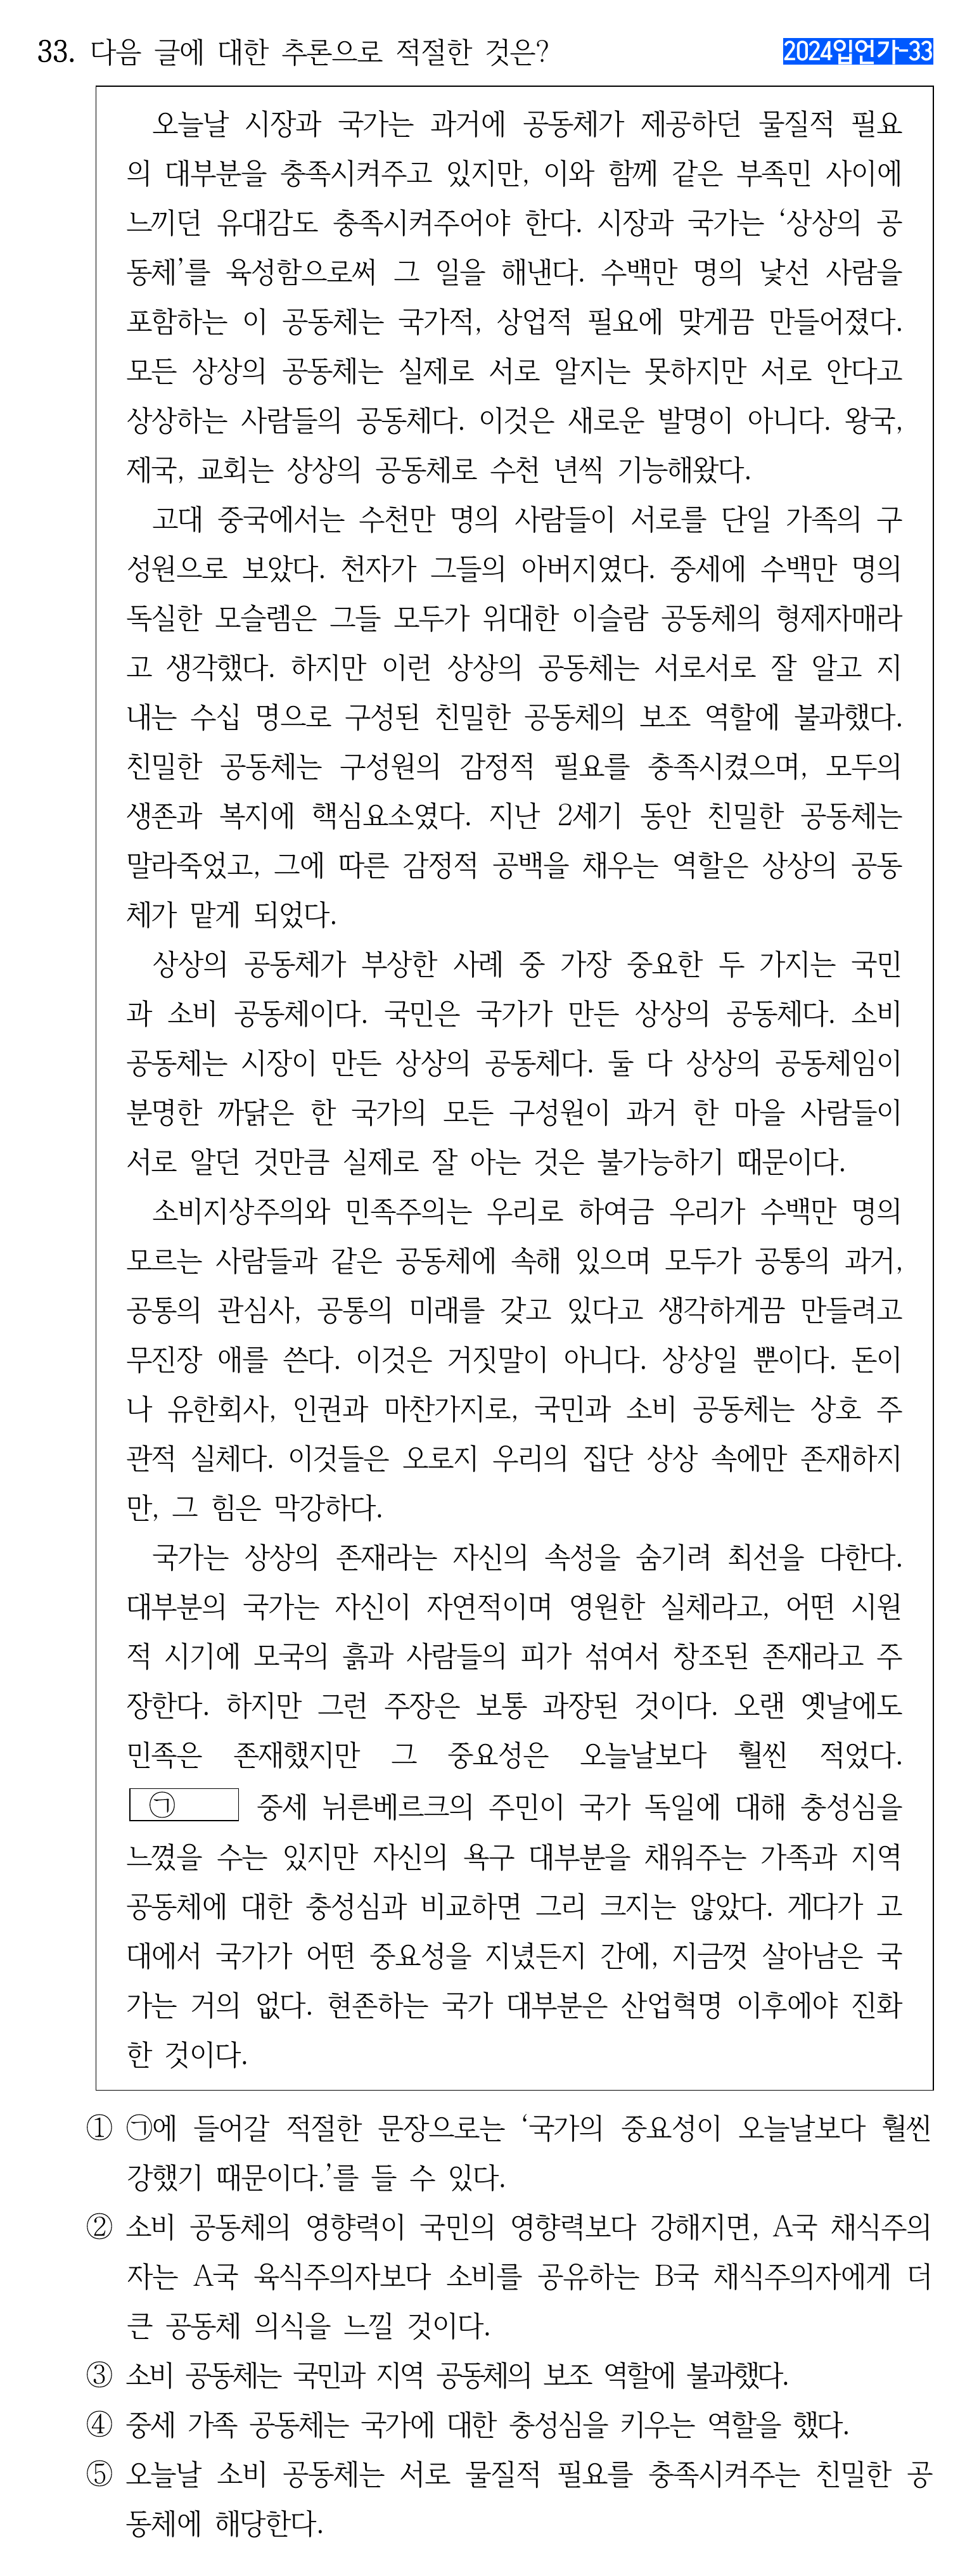 33. 다음 글에 대한 추론으로 적절한 것은?
2024입언가-33
오늘날 시장과 국가는 과거에 공동체가 제공하던 물질적 필요
의 대부분을 충족시켜주고 있지만, 이와 함께 같은 부족민 사이에
느끼던 유대감도 충족시켜주어야 한다. 시장과 국가는 ‘상상의 공
동체’를 육성함으로써 그 일을 해낸다. 수백만 명의 낯선 사람을
포함하는 이 공동체는 국가적, 상업적 필요에 맞게끔 만들어졌다.
모든 상상의 공동체는 실제로 서로 알지는 못하지만 서로 안다고
상상하는 사람들의 공동체다. 이것은 새로운 발명이 아니다. 왕국,
제국, 교회는 상상의 공동체로 수천 년씩 기능해왔다.
고대 중국에서는 수천만 명의 사람들이 서로를 단일 가족의 구
성원으로 보았다. 천자가 그들의 아버지였다. 중세에 수백만 명의
독실한 모슬렘은 그들 모두가 위대한 이슬람 공동체의 형제자매라
고 생각했다. 하지만 이런 상상의 공동체는 서로서로 잘 알고 지
내는 수십 명으로 구성된 친밀한 공동체의 보조 역할에 불과했다.
친밀한 공동체는 구성원의 감정적 필요를 충족시켰으며, 모두의
생존과 복지에 핵심요소였다. 지난 2세기 동안 친밀한 공동체는
말라죽었고, 그에 따른 감정적 공백을 채우는 역할은 상상의 공동
체가 맡게 되었다.
상상의 공동체가 부상한 사례 중 가장 중요한 두 가지는 국민
과 소비 공동체이다. 국민은 국가가 만든 상상의 공동체다. 소비
공동체는 시장이 만든 상상의 공동체다. 둘 다 상상의 공동체임이
분명한 까닭은 한 국가의 모든 구성원이 과거 한 마을 사람들이
서로 알던 것만큼 실제로 잘 아는 것은 불가능하기 때문이다.
소비지상주의와 민족주의는 우리로 하여금 우리가 수백만 명의
모르는 사람들과 같은 공동체에 속해 있으며 모두가 공통의 과거,
공통의 관심사, 공통의 미래를 갖고 있다고 생각하게끔 만들려고
무진장 애를 쓴다. 이것은 거짓말이 아니다. 상상일 뿐이다. 돈이
나 유한회사, 인권과 마찬가지로, 국민과 소비 공동체는 상호 주
관적 실체다. 이것들은 오로지 우리의 집단 상상 속에만 존재하지
만, 그 힘은 막강하다.
국가는 상상의 존재라는 자신의 속성을 숨기려 최선을 다한다.
대부분의 국가는 자신이 자연적이며 영원한 실체라고, 어떤 시원
적 시기에 모국의 흙과 사람들의 피가 섞여서 창조된 존재라고 주
장한다. 하지만 그런 주장은 보통 과장된 것이다. 오랜 옛날에도
민족은 존재했지만 그 중요성은 오늘날보다 훨씬 적었다.
㉠ 중세 뉘른베르크의 주민이 국가 독일에 대해 충성심을
느꼈을 수는 있지만 자신의 욕구 대부분을 채워주는 가족과 지역
공동체에 대한 충성심과 비교하면 그리 크지는 않았다. 게다가 고
대에서 국가가 어떤 중요성을 지녔든지 간에, 지금껏 살아남은 국
가는 거의 없다. 현존하는 국가 대부분은 산업혁명 이후에야 진화
한 것이다.
① ㉠에 들어갈 적절한 문장으로는 ‘국가의 중요성이 오늘날보다 훨씬
강했기 때문이다.’를 들 수 있다.
② 소비 공동체의 영향력이 국민의 영향력보다 강해지면, A국 채식주의
자는 A국 육식주의자보다 소비를 공유하는 B국 채식주의자에게 더
큰 공동체 의식을 느낄 것이다.
③ 소비 공동체는 국민과 지역 공동체의 보조 역할에 불과했다.
④ 중세 가족 공동체는 국가에 대한 충성심을 키우는 역할을 했다.
⑤ 오늘날 소비 공동체는 서로 물질적 필요를 충족시켜주는 친밀한 공
동체에 해당한다.